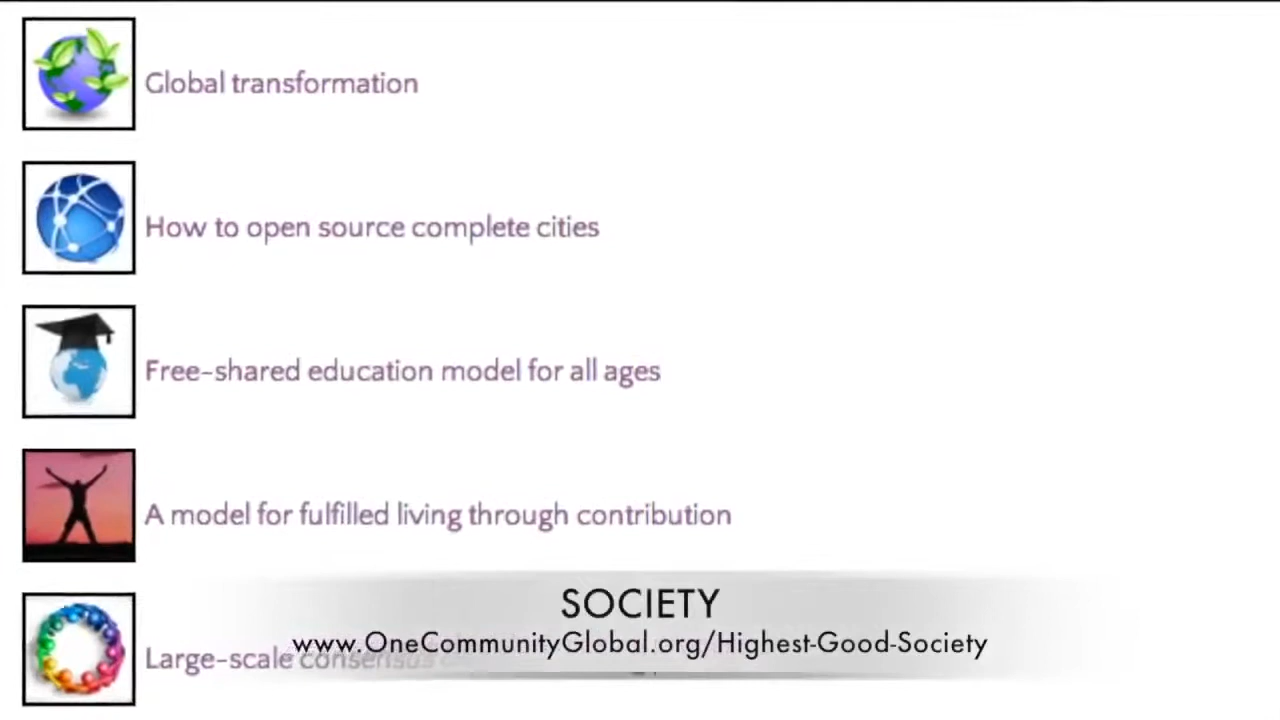 Global transformation
How to open source complete cities
Free-shared education model for all ages
A model for fulfilled living through contribution
SOCIETY
www.OneCommunityGlobal.org/Highest-Good-Society
Large-scale consensus